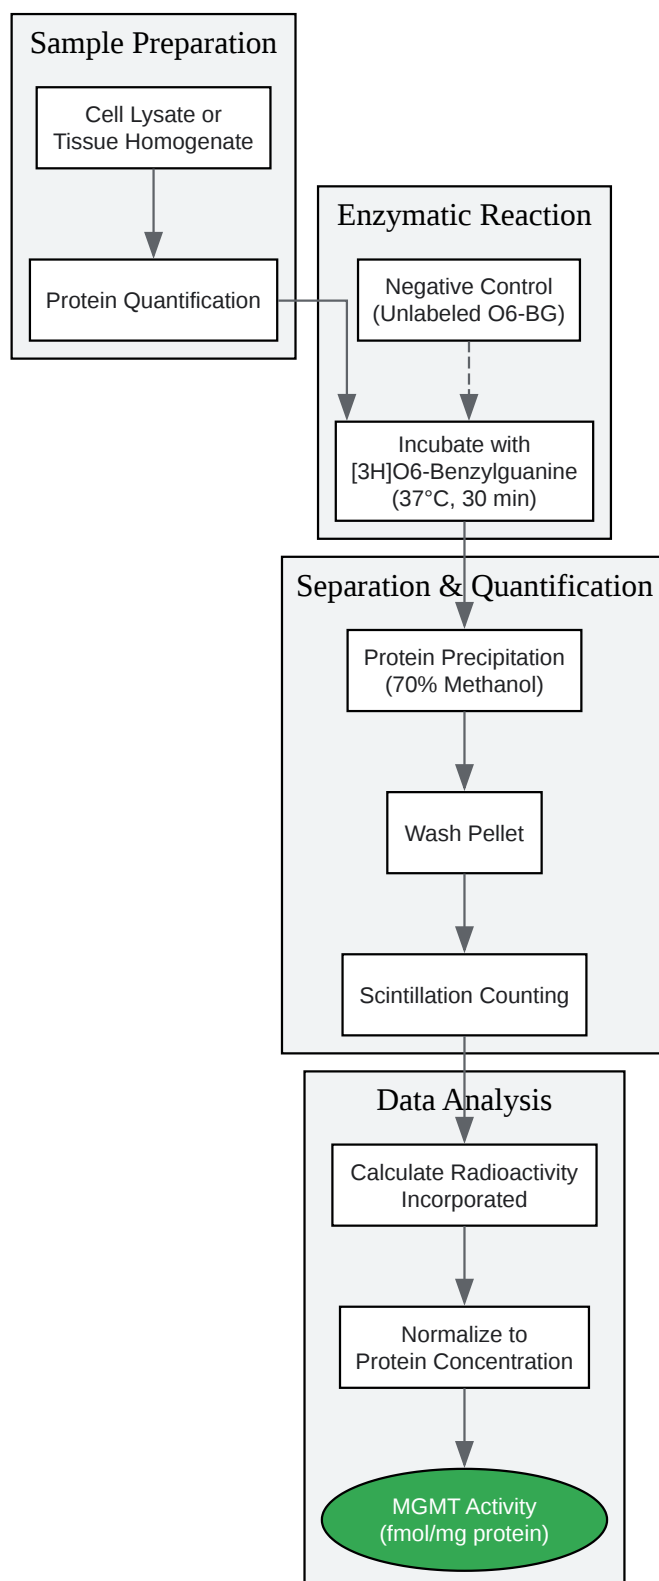 Sample Preparation
Cell Lysate or
Tissue Homogenate
Protein Quantification
Enzymatic Reaction
Negative Control
(Unlabeled O6-BG)
Incubate with
[3H]O6-Benzylguanine
(37°C, 30 min)
Separation & Quantification
Protein Precipitation
(70% Methanol)
Wash Pellet
Scintillation Counting
Data Analysis
Calculate Radioactivity
Incorporated
Normalize to
Protein Concentration
MGMT Activity
(fmol/mg protein)